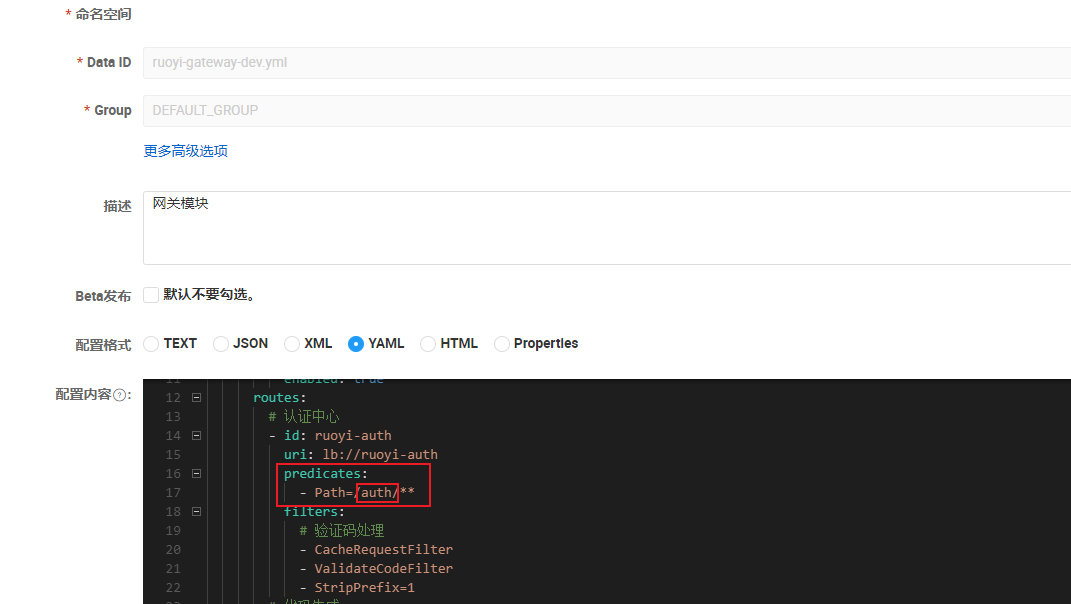 * 命名空间
* Data ID ruoyi-gateway-dev.yml
* Group DEFAULT_GROUP
更多高级选项
描述 网关模块
Beta发布 默认不要勾选。
配置格式 TEXT JSON XML YAML HTML Properties
配置内容?:
11 enabled: true
12 routes:
13 # 认证中心
14 - id: ruoyi-auth
15 uri: lb://ruoyi-auth
16 predicates:
17 - Path=/auth/**
18 filters:
19 # 验证码处理
20 - CacheRequestFilter
21 - ValidateCodeFilter
22 - StripPrefix=1
23 # 代码生成